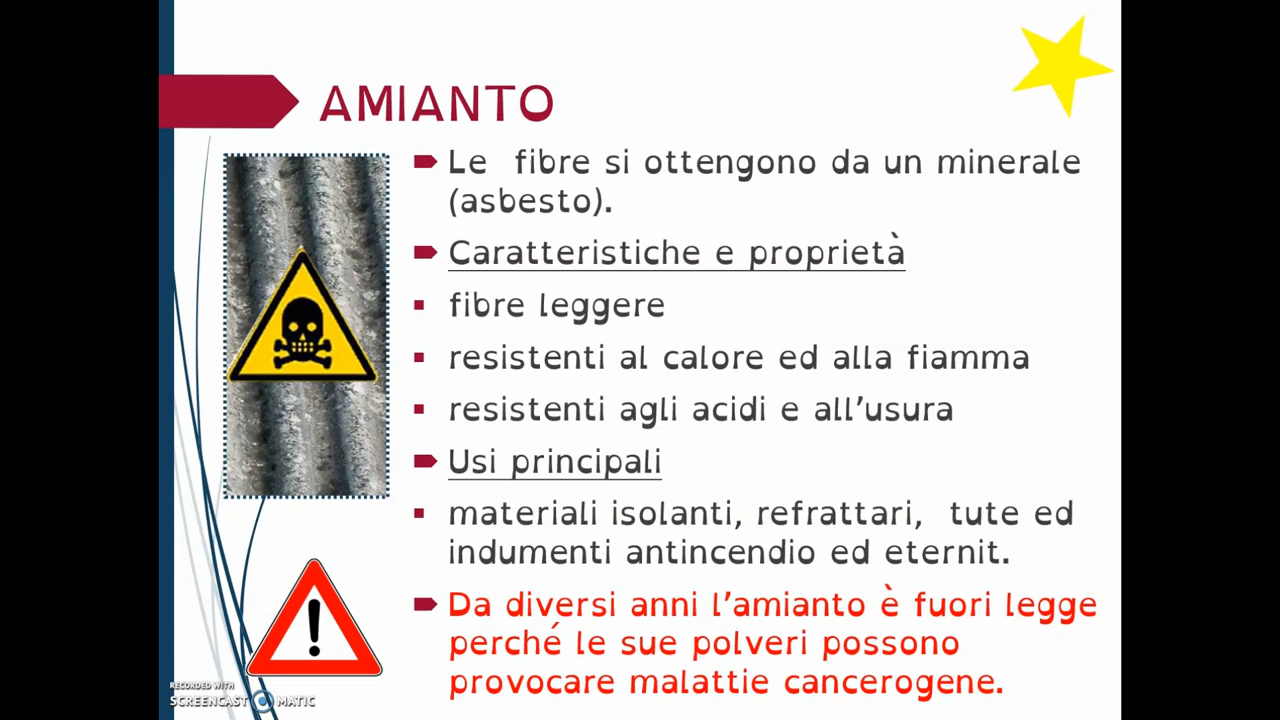 AMIANTO
Le fibre si ottengono da un minerale
(asbesto).
Caratteristiche e proprietà
fibre leggere
resistenti al calore ed alla fiamma
resistenti agli acidi e all'usura
Usi principali
materiali isolanti, refrattari, tute ed
indumenti antincendio ed eternit.
Da diversi anni l'amianto è fuori legge
perché le sue polveri possono
provocare malattie cancerogene.
!
RECORDED WITH
SCREENCAST MATIC